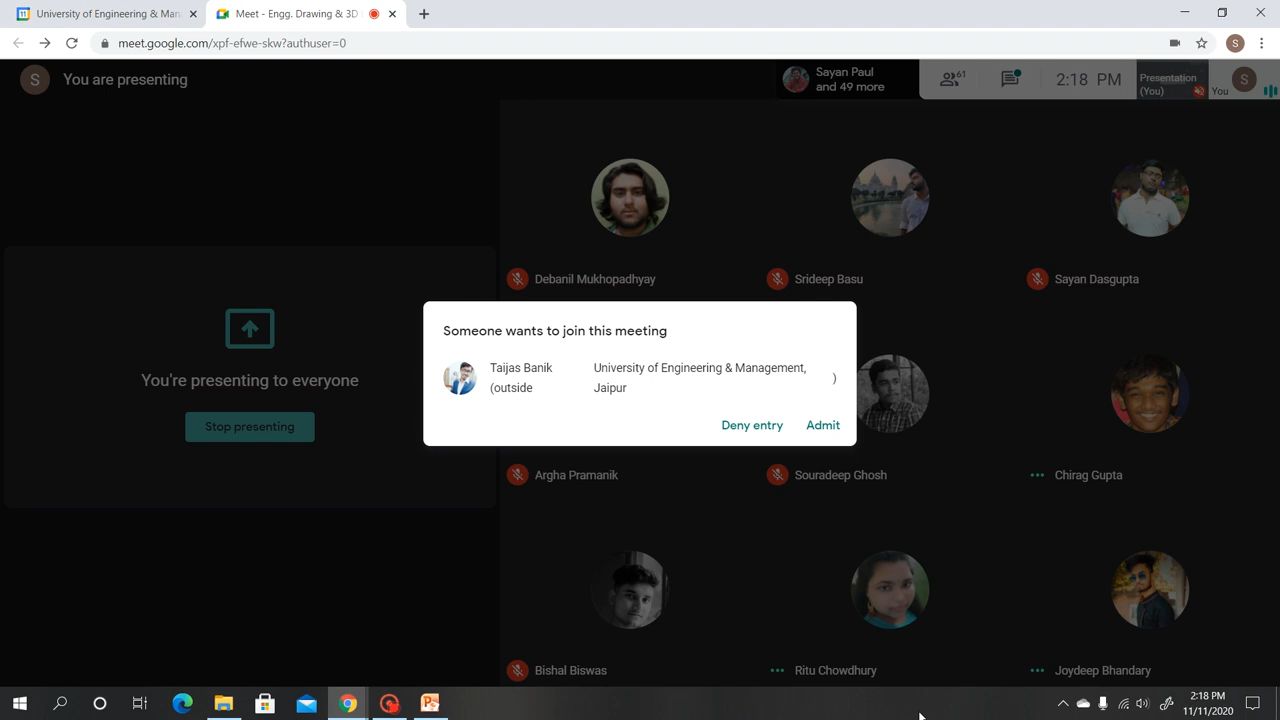 University of Engineering & Man
Meet - Engg. Drawing & 3D
meet.google.com/xpf-efwe-skw?authuser=0
S
S
You are presenting
Sayan Paul
and 49 more
61
2:18 PM
Presentation
(You)
You
S
Debanil Mukhopadhyay
Srideep Basu
Sayan Dasgupta
Someone wants to join this meeting
Taijas Banik
(outside
University of Engineering & Management,
Jaipur
)
Deny entry
Admit
You're presenting to everyone
Stop presenting
Argha Pramanik
Souradeep Ghosh
Chirag Gupta
Bishal Biswas
Ritu Chowdhury
Joydeep Bhandary
2:18 PM
11/11/2020